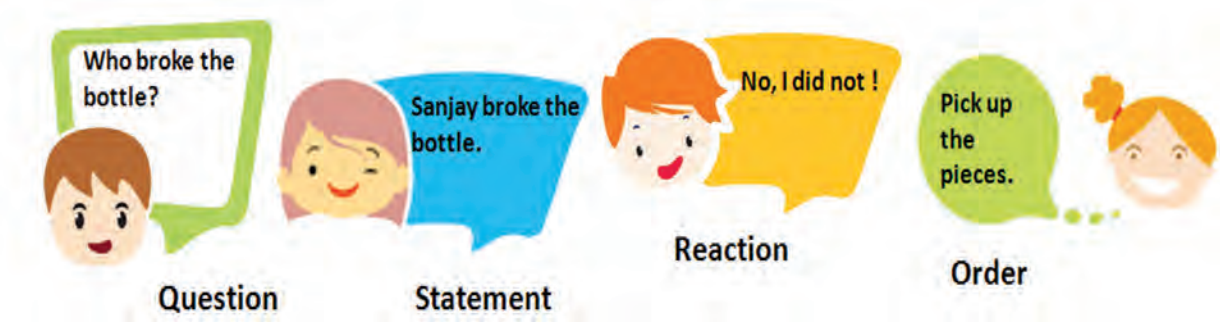 Who broke the
bottle?
Question
Sanjay broke the
bottle.
Statement
No, I did not !
Reaction
Pick up
the
pieces.
Order